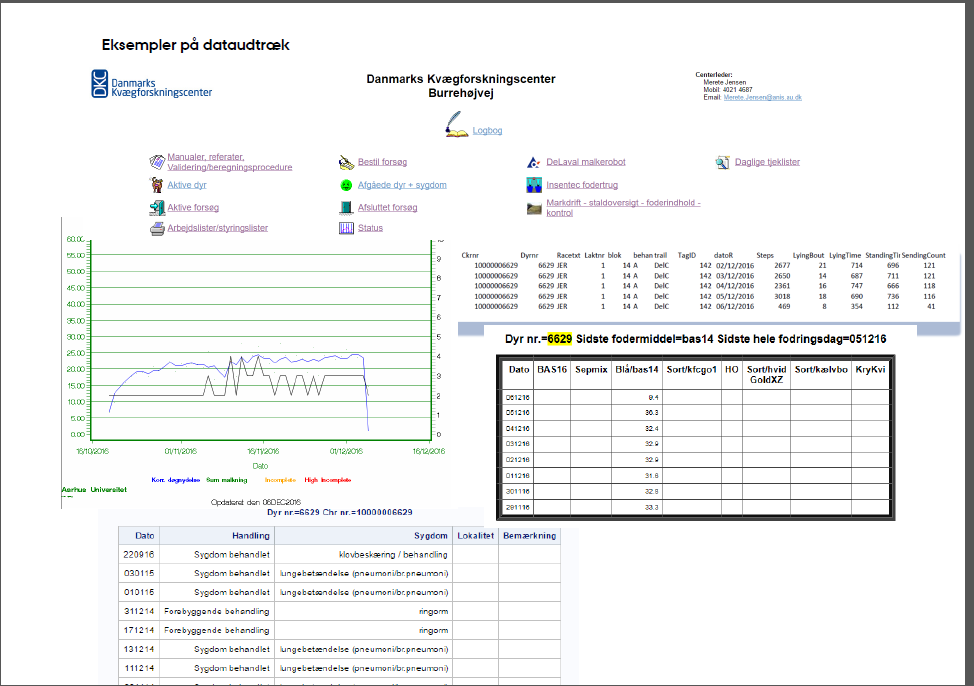 Eksempler på dataudtræk
DKC Danmarks
Kvægforskningscenter
Danmarks Kvægforskningscenter
Burrehøjvej
Centerleder:
Merete Jensen
Mobil: 4021 4687
Email: Merete.Jensen@anis.au.dk
Logbog
Manualer, referater,
Validering/beregningsprocedure
Bestil forsøg
DeLaval malkerobot
Daglige tjeklister
Aktive dyr
Afgåede dyr + sygdom
Insentec fodertrug
Aktive forsøg
Afsluttet forsøg
Markdrift - staldoversigt - foderindhold -
kontrol
Arbejdslister/styringslister
Status
60.00
55.00
50.00
45.00
40.00
35.00
30.00
25.00
20.00
15.00
10.00
5.00
0.00
9
8
7
6
5
4
3
2
1
0
16/10/2016 01/11/2016 16/11/2016 01/12/2016 16/12/2016
Dato
Korr. døgnydelse Sum malkning Incomplete High Incomplete
Aarhus Universitet
Opdateret den 06DEC2016
Ckrnr Dyrnr Racetxt Laktnr blok behan trail TagID datoR Steps LyingBout LyingTime StandingTi SendingCount
10000006629 6629 JER 1 14 A DelC 142 02/12/2016 2677 21 714 696 121
10000006629 6629 JER 1 14 A DelC 142 03/12/2016 2650 14 687 711 121
10000006629 6629 JER 1 14 A DelC 142 04/12/2016 2361 16 747 666 118
10000006629 6629 JER 1 14 A DelC 142 05/12/2016 3018 18 690 736 116
10000006629 6629 JER 1 14 A DelC 142 06/12/2016 469 8 354 112 41
Dyr nr.=6629 Sidste fodermiddel=bas14 Sidste hele fodringsdag=051216
Dato BAS16 Sepmix Blå/bas14 Sort/kfcgo1 HO Sort/hvid Sort/kælvbo KryKvi
GoldXZ
061216 9.4
051216 36.3
041216 32.4
031216 32.9
021216 32.9
011216 31.6
301116 32.8
291116 33.3
Dyr nr=6629 Chr nr=10000006629
Dato Handling Sygdom Lokalitet Bemærkning
220916 Sygdom behandlet klovbeskæring / behandling
030115 Sygdom behandlet lungebetændelse (pneumoni/br.pneumoni)
010115 Sygdom behandlet lungebetændelse (pneumoni/br.pneumoni)
311214 Forebyggende behandling ringorm
171214 Forebyggende behandling ringorm
131214 Sygdom behandlet lungebetændelse (pneumoni/br.pneumoni)
111214 Sygdom behandlet lungebetændelse (pneumoni/br.pneumoni)